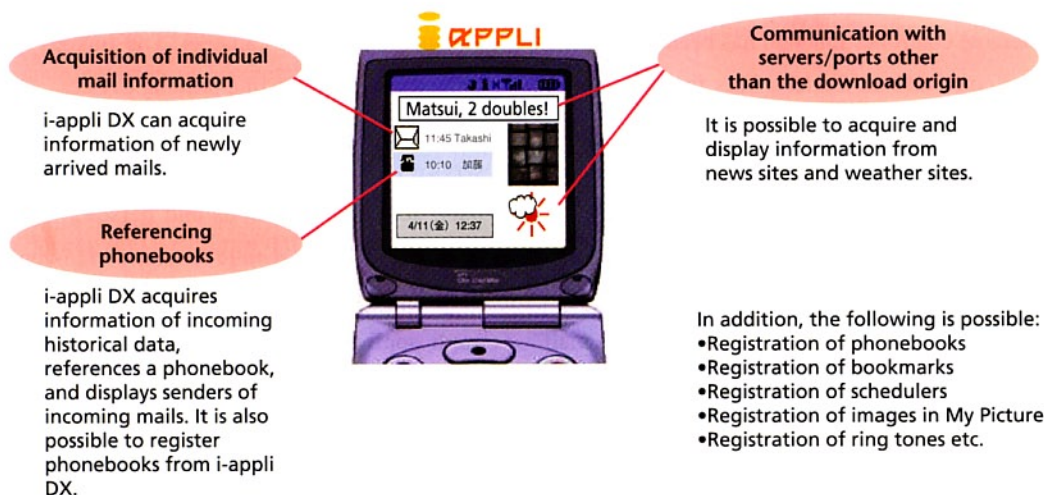 i αPPLI
Acquisition of individual
mail information
i-appli DX can acquire
information of newly
arrived mails.
Referencing
phonebooks
i-appli DX acquires
information of incoming
historical data,
references a phonebook,
and displays senders of
incoming mails. It is also
possible to register
phonebooks from i-appli
DX.
Matsui, 2 doubles!
11:45 Takashi
10:10 加藤
4/11(金) 12:37
Communication with
servers/ports other
than the download origin
It is possible to acquire and
display information from
news sites and weather sites.
In addition, the following is possible:
•Registration of phonebooks
•Registration of bookmarks
•Registration of schedulers
•Registration of images in My Picture
•Registration of ring tones etc.